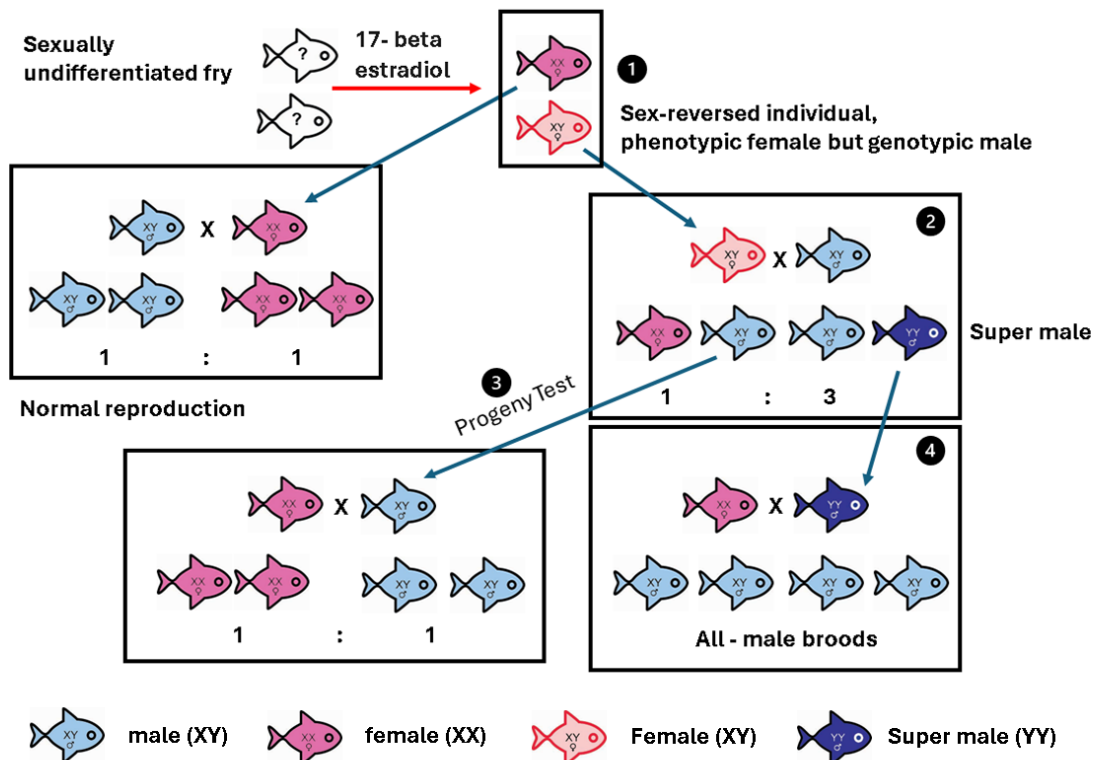 Sexually
undifferentiated fry
?
?
17- beta
estradiol
XX
♀
XY
♀
1
Sex-reversed individual,
phenotypic female but genotypic male
XY
♂
X
XX
♀
XY
♂
XY
♂
XX
♀
XX
♀
1 : 1
Normal reproduction
2
XY
♀
X
XY
♂
XX
♀
XY
♂
XY
♂
YY
♂
1 : 3
Super male
3
Progeny Test
XX
♀
X
XY
♂
XX
♀
XX
♀
XY
♂
XY
♂
1 : 1
4
XX
♀
X
YY
♂
XY
♂
XY
♂
XY
♂
XY
♂
All - male broods
XY
♂
male (XY)
XX
♀
female (XX)
XY
♀
Female (XY)
YY
♂
Super male (YY)